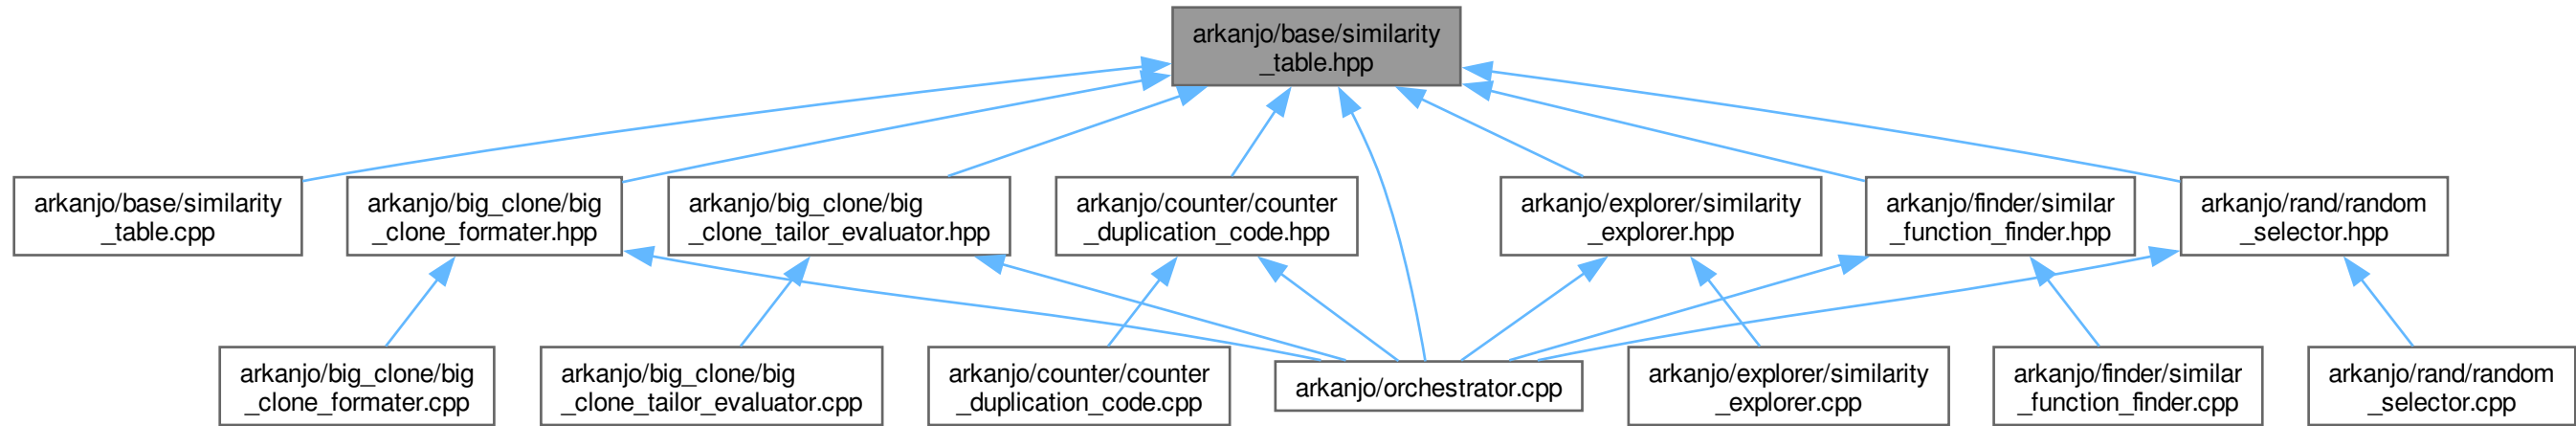 arkanjo/base/similarity
_table.hpp
arkanjo/base/similarity
_table.cpp
arkanjo/big_clone/big
_clone_formater.hpp
arkanjo/big_clone/big
_clone_tailor_evaluator.hpp
arkanjo/counter/counter
_duplication_code.hpp
arkanjo/explorer/similarity
_explorer.hpp
arkanjo/finder/similar
_function_finder.hpp
arkanjo/rand/random
_selector.hpp
arkanjo/big_clone/big
_clone_formater.cpp
arkanjo/big_clone/big
_clone_tailor_evaluator.cpp
arkanjo/counter/counter
_duplication_code.cpp
arkanjo/orchestrator.cpp
arkanjo/explorer/similarity
_explorer.cpp
arkanjo/finder/similar
_function_finder.cpp
arkanjo/rand/random
_selector.cpp